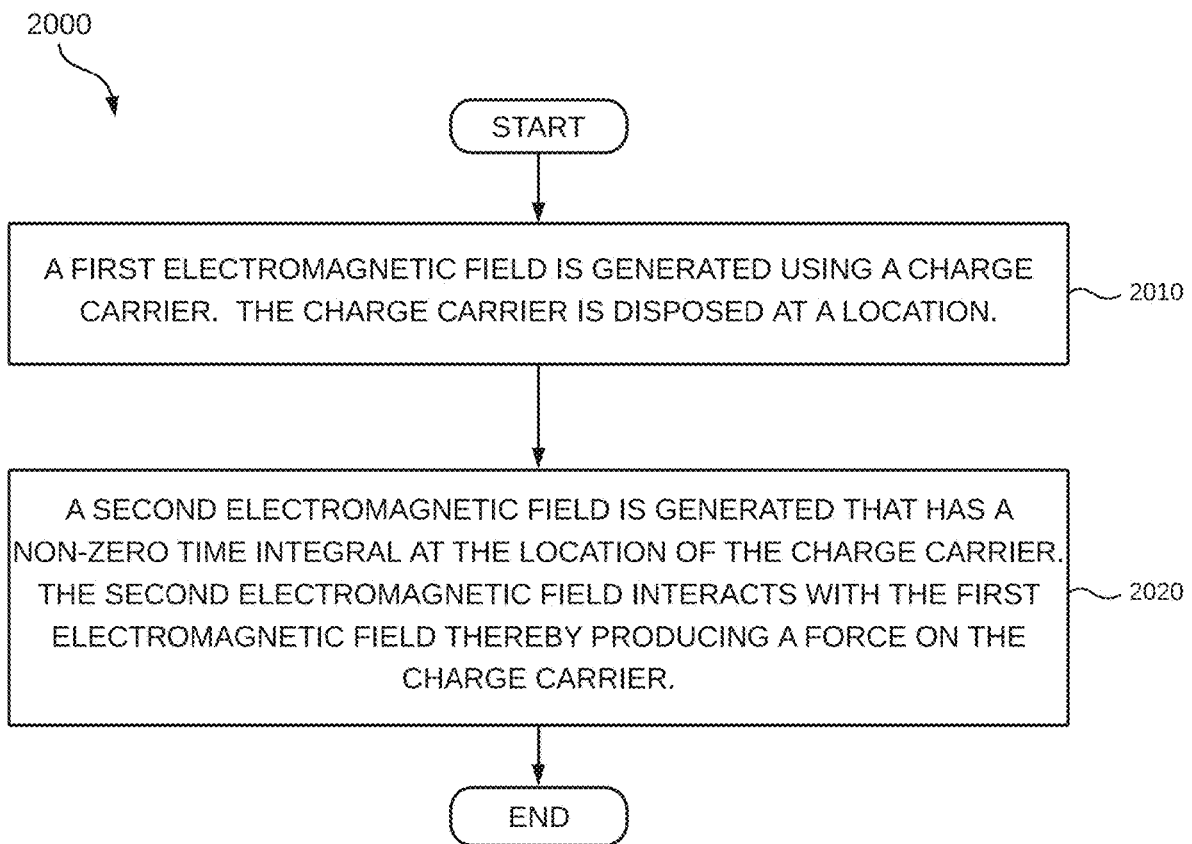 2000
START
A FIRST ELECTROMAGNETIC FIELD IS GENERATED USING A CHARGE
CARRIER.  THE CHARGE CARRIER IS DISPOSED AT A LOCATION.
2010
A SECOND ELECTROMAGNETIC FIELD IS GENERATED THAT HAS A
NON-ZERO TIME INTEGRAL AT THE LOCATION OF THE CHARGE CARRIER.
THE SECOND ELECTROMAGNETIC FIELD INTERACTS WITH THE FIRST
ELECTROMAGNETIC FIELD THEREBY PRODUCING A FORCE ON THE
CHARGE CARRIER.
2020
END